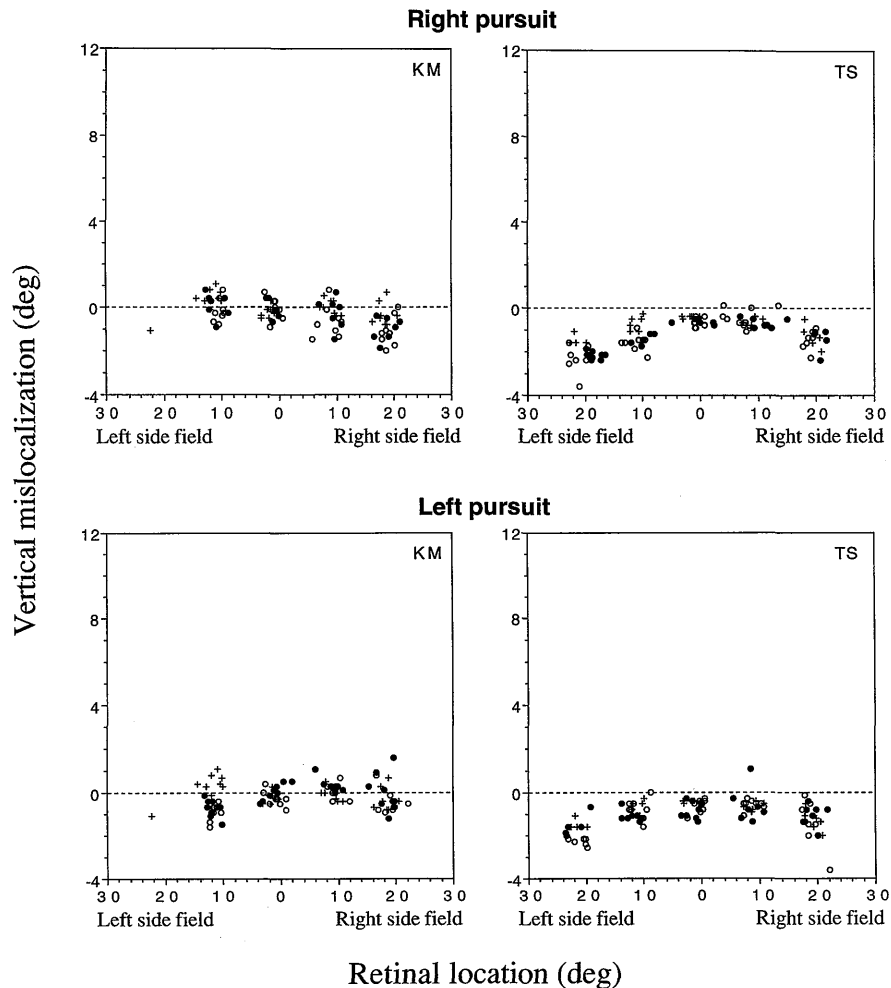 Right pursuit
KM
TS
12
8
4
0
-4
12
8
4
0
-4
30 20 10 0 10 20 30
30 20 10 0 10 20 30
Left side field Right side field
Left side field Right side field
Vertical mislocalization (deg)
Left pursuit
KM
TS
12
8
4
0
-4
12
8
4
0
-4
30 20 10 0 10 20 30
30 20 10 0 10 20 30
Left side field Right side field
Left side field Right side field
Retinal location (deg)